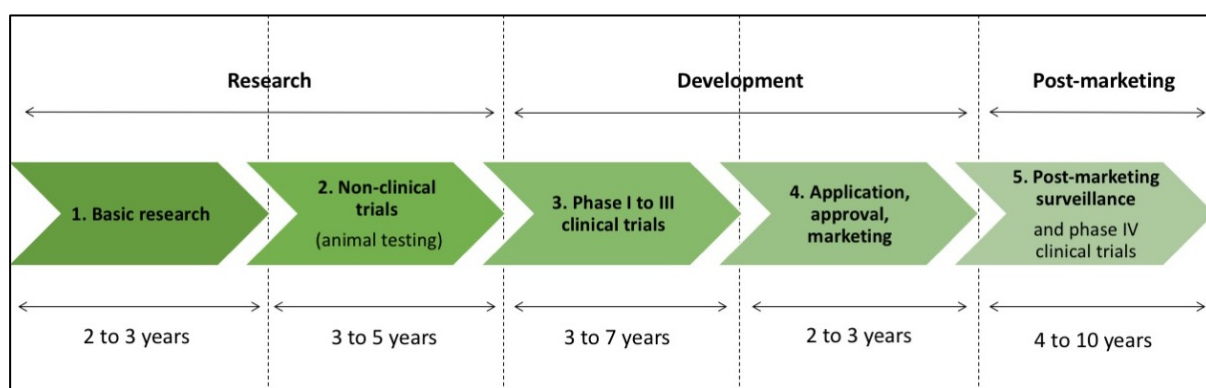 Research
Development
Post-marketing
1. Basic research
2. Non-clinical
trials
(animal testing)
3. Phase I to III
clinical trials
4. Application,
approval,
marketing
5. Post-marketing
surveillance
and phase IV
clinical trials
2 to 3 years
3 to 5 years
3 to 7 years
2 to 3 years
4 to 10 years